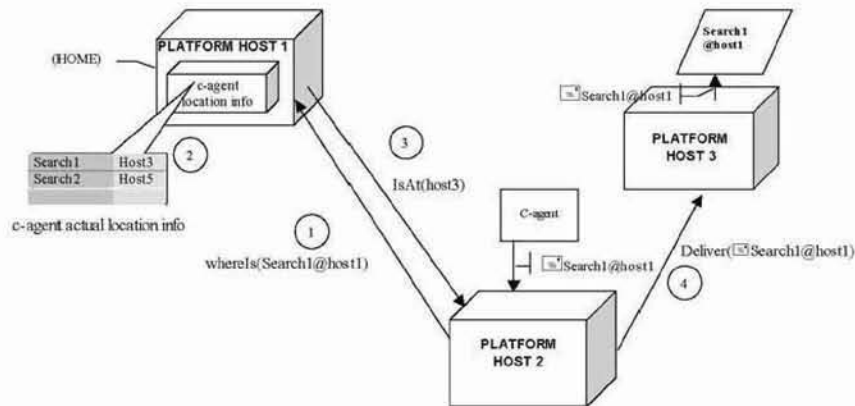 PLATFORM HOST 1
(HOME)
c-agent
location info
Search1 Host3
Search2 Host5
c-agent actual location info
2
3
IsAt(host3)
1
whereIs(Search1@host1)
C-agent
Search1@host1
PLATFORM
HOST 2
Search1
@host1
Search1@host1
PLATFORM
HOST 3
Deliver(Search1@host1)
4